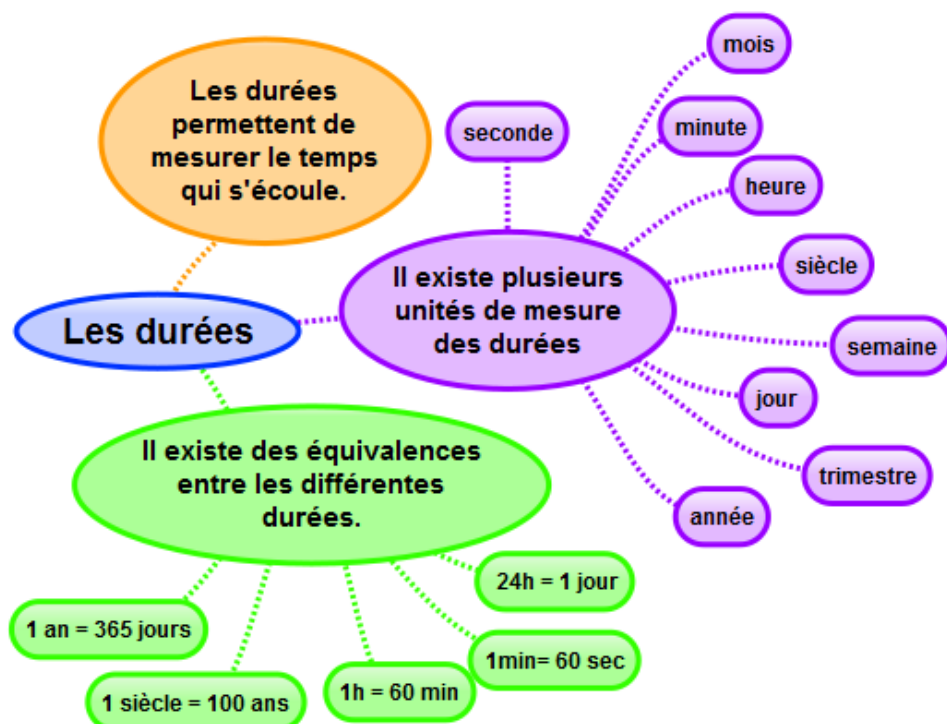 Les durées
permettent de
mesurer le temps
qui s'écoule.
Les durées
Il existe plusieurs
unités de mesure
des durées
seconde
mois
minute
heure
siècle
semaine
jour
trimestre
année
Il existe des équivalences
entre les différentes
durées.
1 an = 365 jours
1 siècle = 100 ans
1h = 60 min
1min= 60 sec
24h = 1 jour